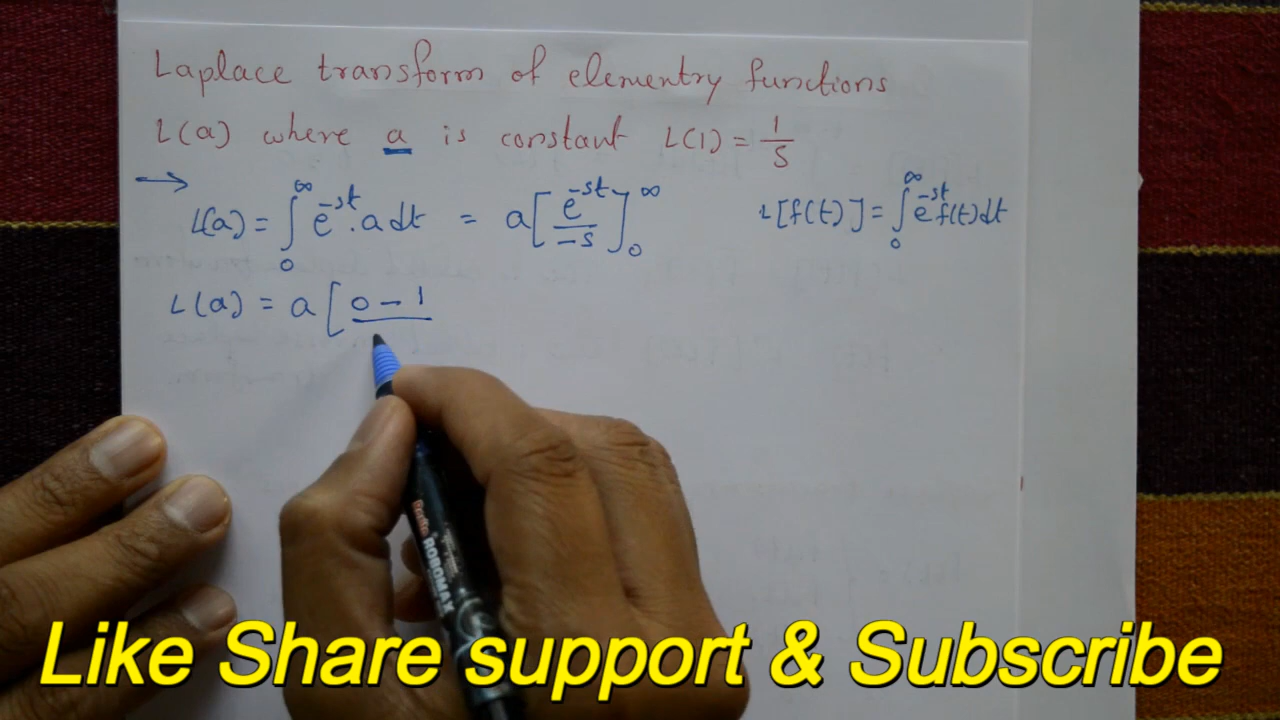 Laplace transform of elementry functions
L(a) where a is constant L(1) = 1/S
→ L(a) = ∫₀^∞ e^-st . a dt = a [ e^-st / -s ]₀^∞
L[f(t)] = ∫₀^∞ e^-st f(t) dt
L(a) = a [ 0 - 1
ROBOMAX
Like Share support & Subscribe